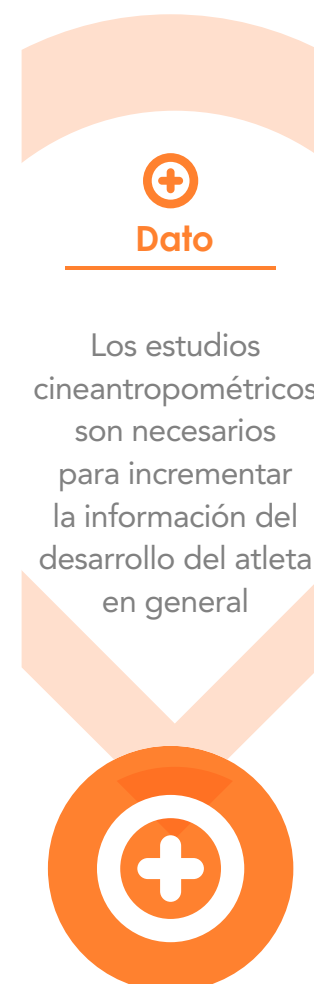 Dato
Los estudios
cineantropométricos
son necesarios
para incrementar
la información del
desarrollo del atleta
en general